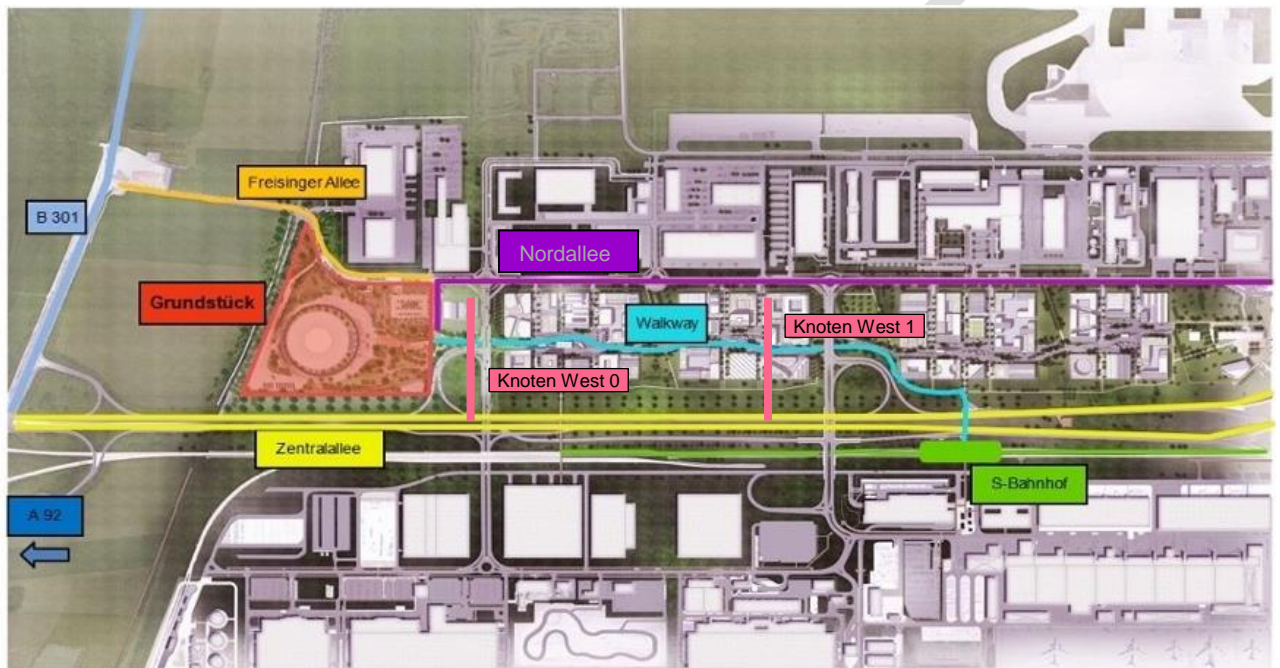 Freisinger Allee
B 301
Nordallee
Grundstück
Walkway
Knoten West 1
Knoten West 0
Zentralallee
S-Bahnhof
A 92